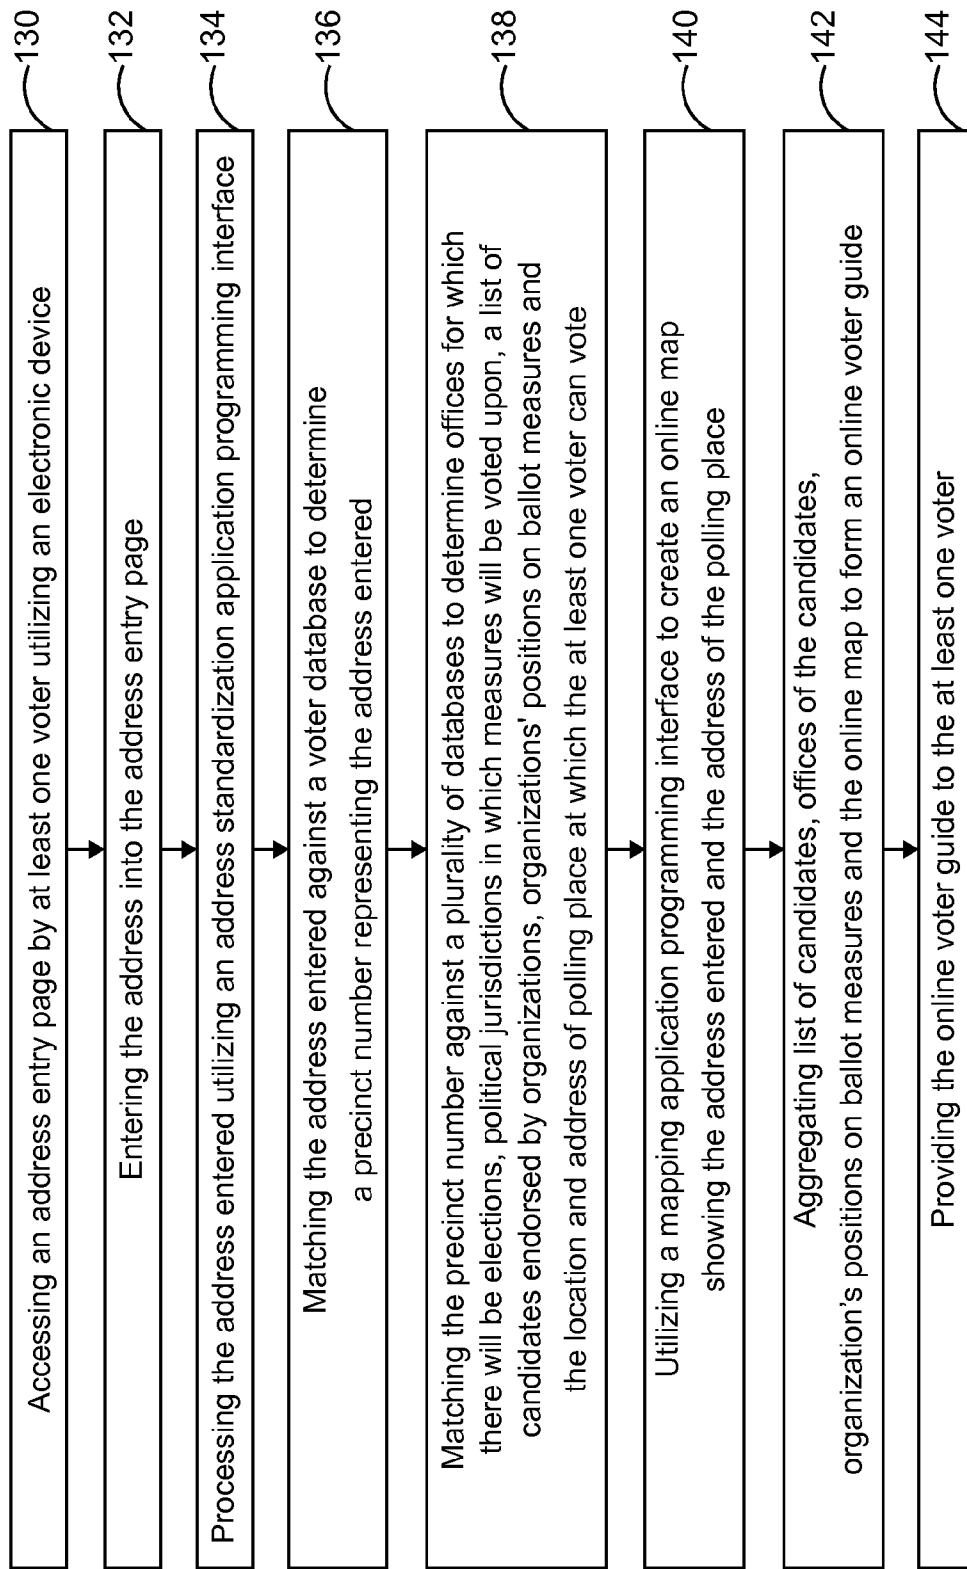 Accessing an address entry page by at least one voter utilizing an electronic device
130
Entering the address into the address entry page
132
Processing the address entered utilizing an address standardization application programming interface
134
Matching the address entered against a voter database to determine
a precinct number representing the address entered
136
Matching the precinct number against a plurality of databases to determine offices for which
there will be elections, political jurisdictions in which measures will be voted upon, a list of
candidates endorsed by organizations, organizations' positions on ballot measures and
the location and address of polling place at which the at least one voter can vote
138
Utilizing a mapping application programming interface to create an online map
showing the address entered and the address of the polling place
140
Aggregating list of candidates, offices of the candidates,
organization's positions on ballot measures and the online map to form an online voter guide
142
Providing the online voter guide to the at least one voter
144